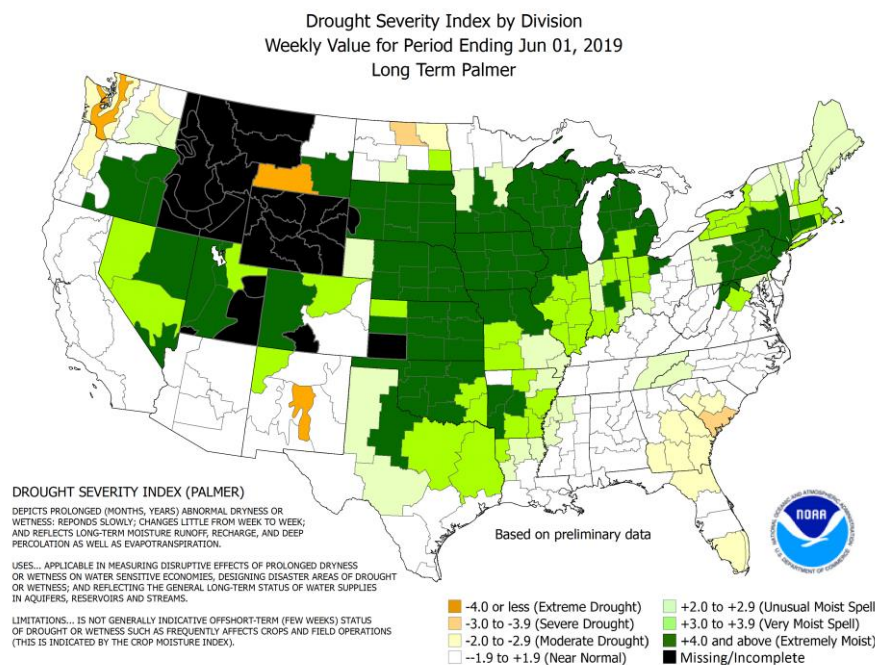 Drought Severity Index by Division
Weekly Value for Period Ending Jun 01, 2019
Long Term Palmer
DROUGHT SEVERITY INDEX (PALMER)
DEPICTS PROLONGED (MONTHS, YEARS) ABNORMAL DRYNESS OR
WETNESS: REPONDS SLOWLY; CHANGES LITTLE FROM WEEK TO WEEK;
AND REFLECTS LONG-TERM MOISTURE RUNOFF, RECHARGE, AND DEEP
PERCOLATION AS WELL AS EVAPOTRANSPIRATION.
USES... APPLICABLE IN MEASURING DISRUPTIVE EFFECTS OF PROLONGED DRYNESS
OR WETNESS ON WATER SENSITIVE ECONOMIES, DESIGNING DISASTER AREAS OF DROUGHT
OR WETNESS; AND REFLECTING THE GENERAL LONG-TERM STATUS OF WATER SUPPLIES
IN AQUIFERS, RESERVOIRS AND STREAMS.
LIMITATIONS... IS NOT GENERALLY INDICATIVE OFSHORT-TERM (FEW WEEKS) STATUS
OF DROUGHT OR WETNESS SUCH AS FREQUENTLY AFFECTS CROPS AND FIELD OPERATIONS
(THIS IS INDICATED BY THE CROP MOISTURE INDEX).
Based on preliminary data
NATIONAL OCEANIC AND ATMOSPHERIC ADMINISTRATION
NOAA
U.S. DEPARTMENT OF COMMERCE
-4.0 or less (Extreme Drought)
-3.0 to -3.9 (Severe Drought)
-2.0 to -2.9 (Moderate Drought)
--1.9 to +1.9 (Near Normal)
+2.0 to +2.9 (Unusual Moist Spell)
+3.0 to +3.9 (Very Moist Spell)
+4.0 and above (Extremely Moist)
Missing/Incomplete